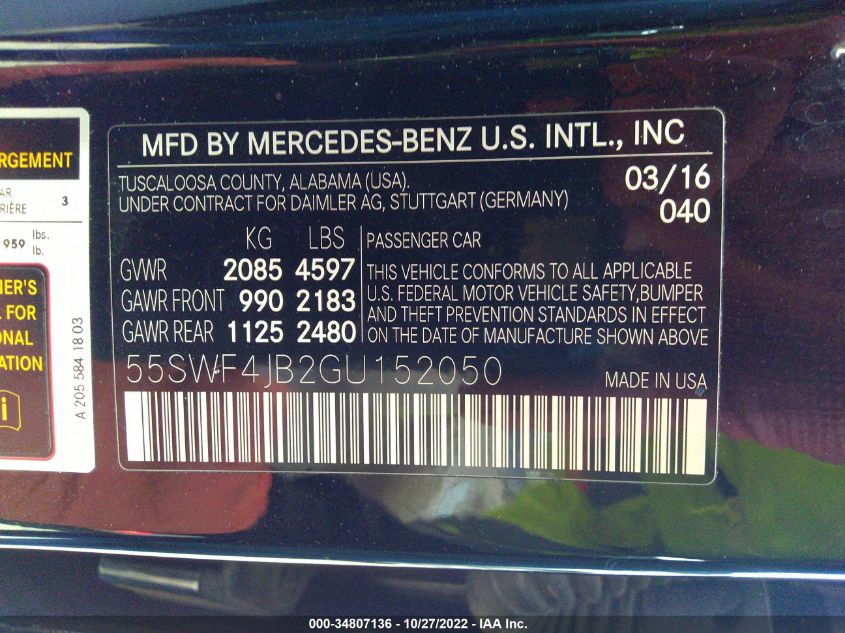 RGEMENT
AR
RIÈRE
3
959 lbs.
lb.
ER'S
FOR
ONAL
ATION
i
A 205 584 18 03
MFD BY MERCEDES-BENZ U.S. INTL., INC
TUSCALOOSA COUNTY, ALABAMA (USA).
UNDER CONTRACT FOR DAIMLER AG, STUTTGART (GERMANY)
03/16
040
KG LBS
GVWR 2085 4597
GAWR FRONT 990 2183
GAWR REAR 1125 2480
PASSENGER CAR
THIS VEHICLE CONFORMS TO ALL APPLICABLE
U.S. FEDERAL MOTOR VEHICLE SAFETY,BUMPER
AND THEFT PREVENTION STANDARDS IN EFFECT
ON THE DATE OF MANUFACTURE SHOWN ABOVE
55SWF4JB2GU152050
MADE IN USA
000-34807136 - 10/27/2022 - IAA Inc.